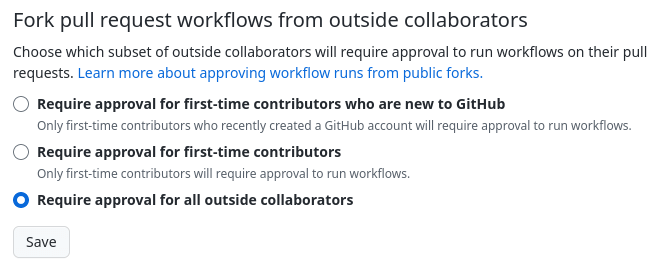 Fork pull request workflows from outside collaborators
Choose which subset of outside collaborators will require approval to run workflows on their pull
requests. Learn more about approving workflow runs from public forks.
Require approval for first-time contributors who are new to GitHub
Only first-time contributors who recently created a GitHub account will require approval to run workflows.
Require approval for first-time contributors
Only first-time contributors will require approval to run workflows.
Require approval for all outside collaborators
Save